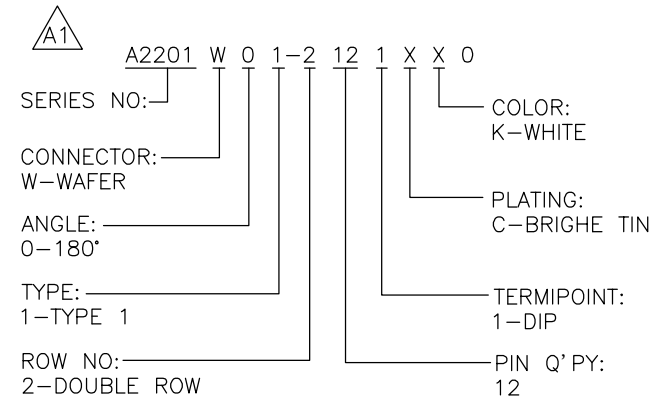 A1
A2201 W 0 1-2 12 1 X X 0
SERIES NO:
CONNECTOR:
W-WAFER
ANGLE:
0-180°
TYPE:
1-TYPE 1
ROW NO:
2-DOUBLE ROW
COLOR:
K-WHITE
PLATING:
C-BRIGHE TIN
TERMIPOINT:
1-DIP
PIN Q'PY:
12